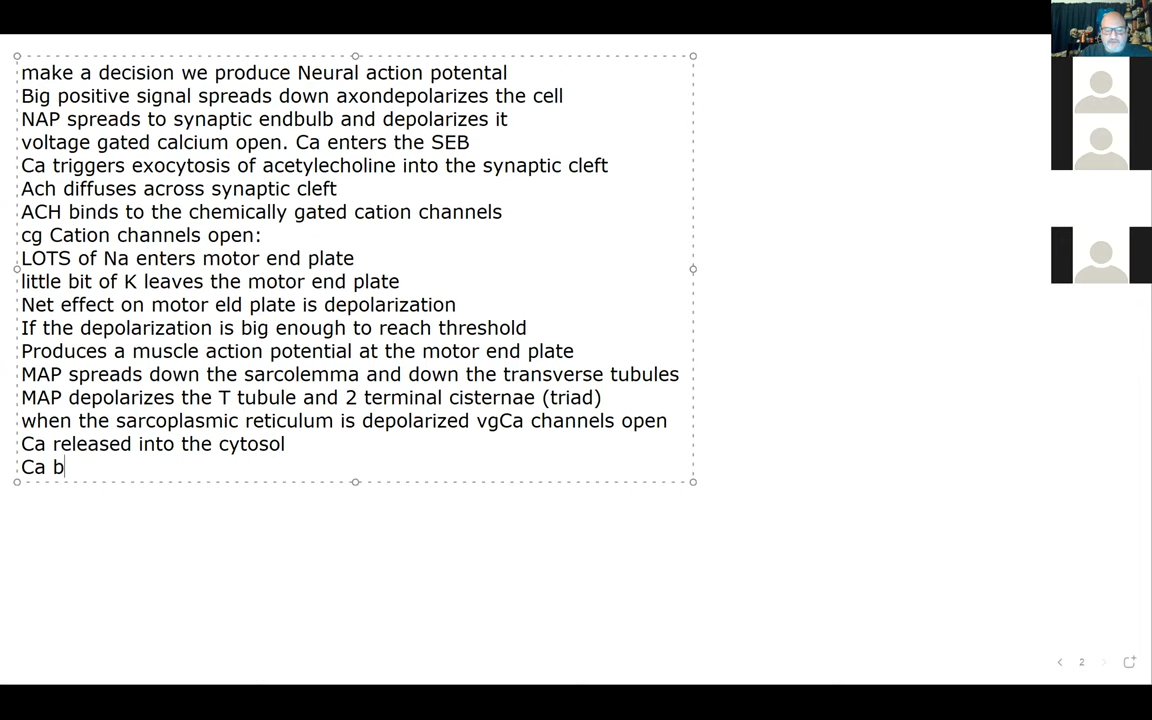 make a decision we produce Neural action potental
Big positive signal spreads down axondepolarizes the cell
NAP spreads to synaptic endbulb and depolarizes it
voltage gated calcium open. Ca enters the SEB
Ca triggers exocytosis of acetylecholine into the synaptic cleft
Ach diffuses across synaptic cleft
ACH binds to the chemically gated cation channels
cg Cation channels open:
LOTS of Na enters motor end plate
little bit of K leaves the motor end plate
Net effect on motor eld plate is depolarization
If the depolarization is big enough to reach threshold
Produces a muscle action potential at the motor end plate
MAP spreads down the sarcolemma and down the transverse tubules
MAP depolarizes the T tubule and 2 terminal cisternae (triad)
when the sarcoplasmic reticulum is depolarized vgCa channels open
Ca released into the cytosol
Ca b
2